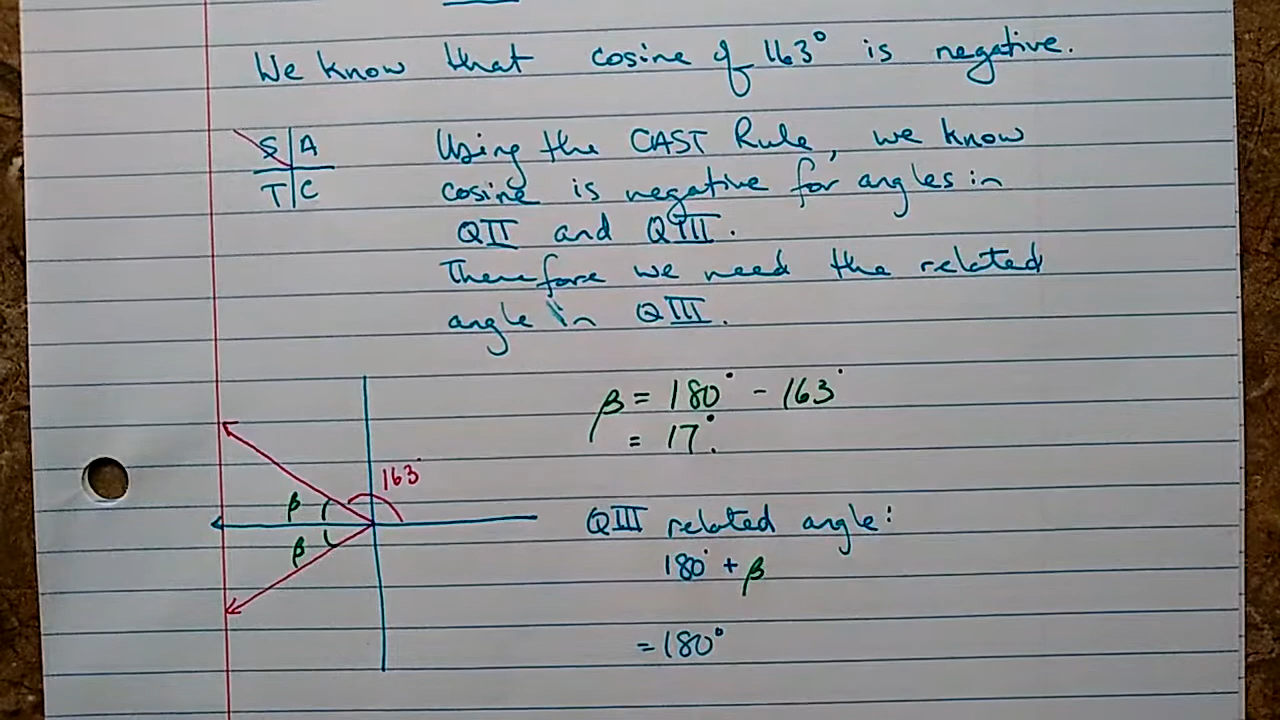 We know that cosine of 163° is negative.
S A
T C
Using the CAST Rule, we know
cosine is negative for angles in
QII and QIII.
Therefore we need the related
angle in QIII.
β = 180° - 163°
= 17°.
163°
β
β
QIII related angle:
180° + β
= 180°